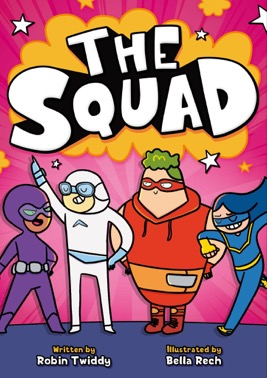 THE
SQUAD
Written by
Robin Twiddy
Illustrated by
Bella Rech